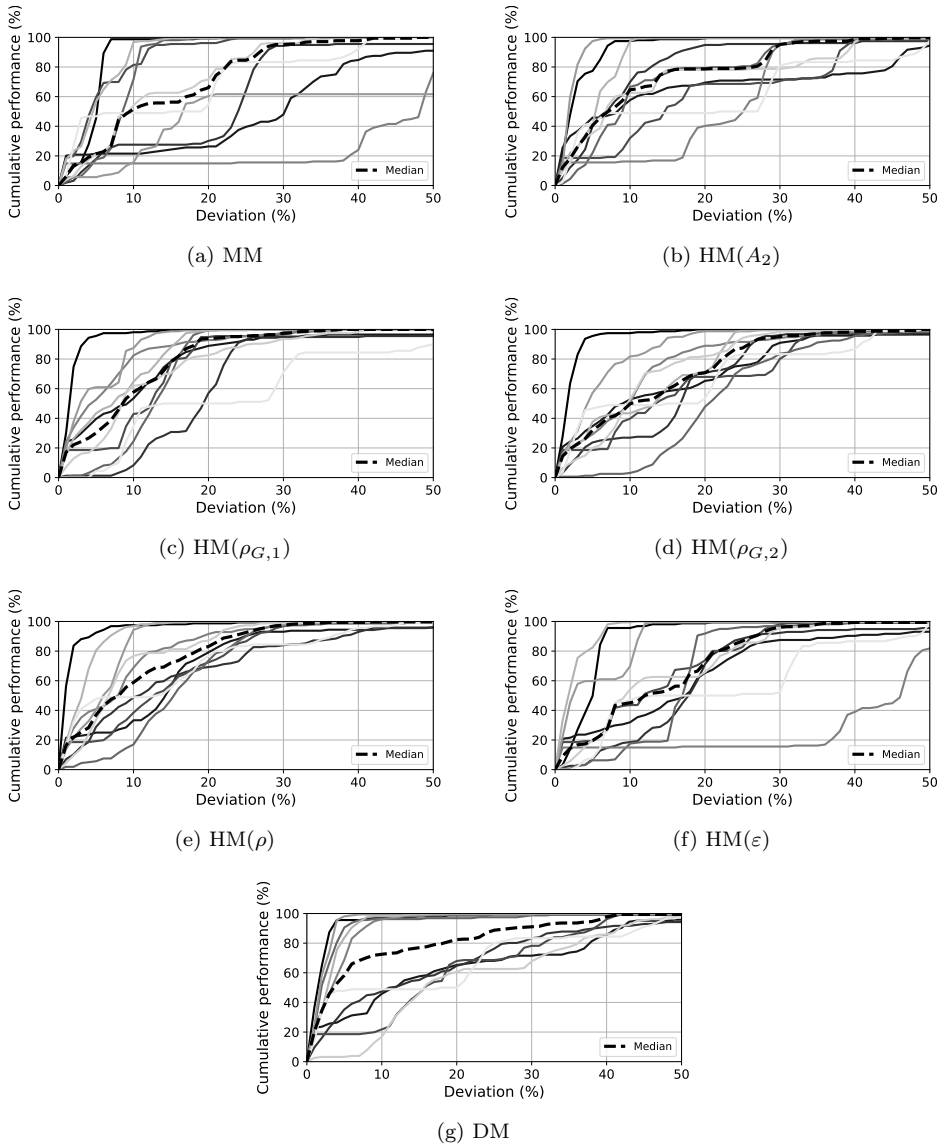 Cumulative performance (%)
100
80
60
40
20
0
0 10 20 30 40 50
Deviation (%)
Median
(a) MM
Cumulative performance (%)
100
80
60
40
20
0
0 10 20 30 40 50
Deviation (%)
Median
(b) HM(A₂)
Cumulative performance (%)
100
80
60
40
20
0
0 10 20 30 40 50
Deviation (%)
Median
(c) HM(ρ_{G,1})
Cumulative performance (%)
100
80
60
40
20
0
0 10 20 30 40 50
Deviation (%)
Median
(d) HM(ρ_{G,2})
Cumulative performance (%)
100
80
60
40
20
0
0 10 20 30 40 50
Deviation (%)
Median
(e) HM(ρ)
Cumulative performance (%)
100
80
60
40
20
0
0 10 20 30 40 50
Deviation (%)
Median
(f) HM(ε)
Cumulative performance (%)
100
80
60
40
20
0
0 10 20 30 40 50
Deviation (%)
Median
(g) DM